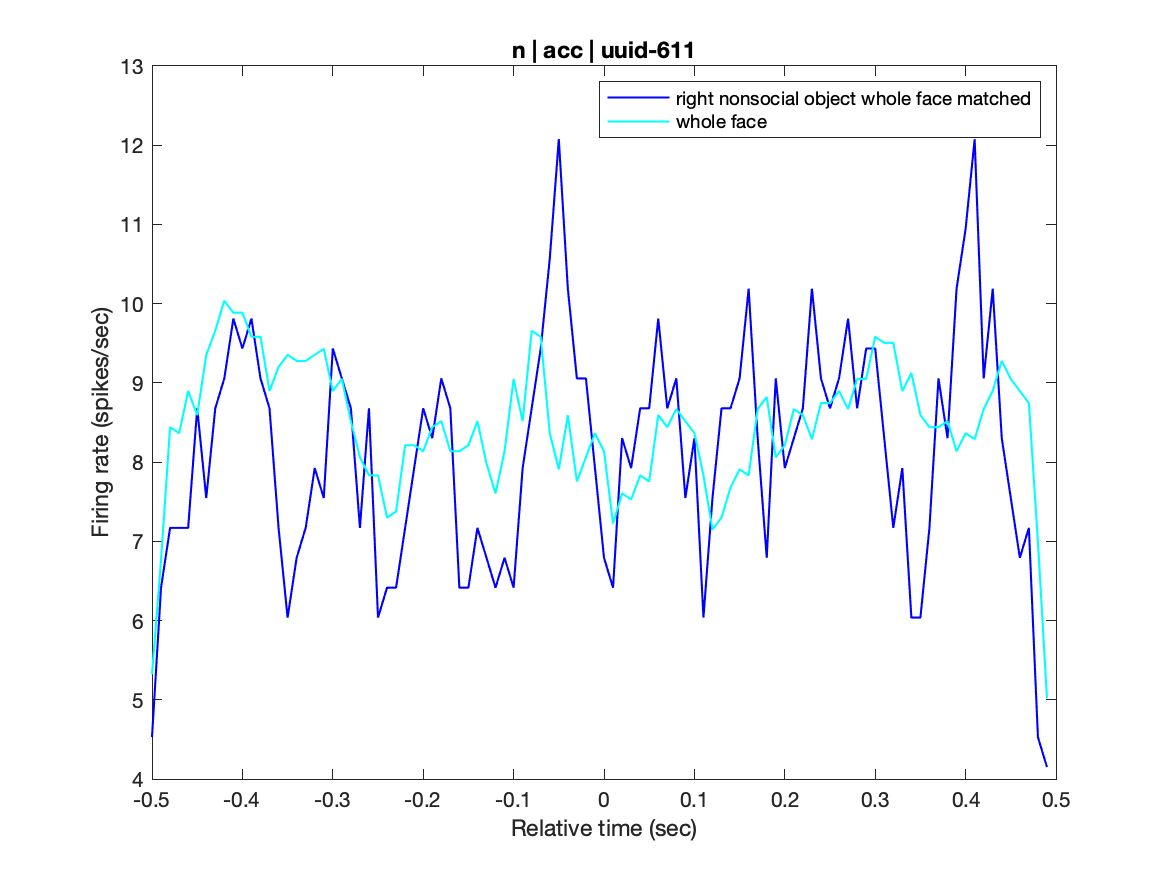 n | acc | uuid-611
right nonsocial object whole face matched
whole face
Firing rate (spikes/sec)
13
12
11
10
9
8
7
6
5
4
-0.5 -0.4 -0.3 -0.2 -0.1 0 0.1 0.2 0.3 0.4 0.5
Relative time (sec)